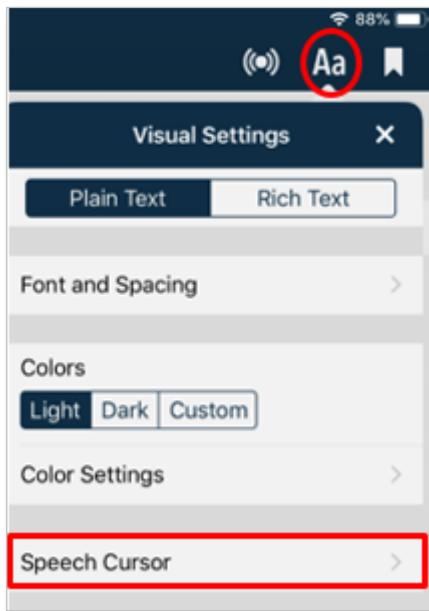 88%
Aa
Visual Settings
Plain Text Rich Text
Font and Spacing
Colors
Light Dark Custom
Color Settings
Speech Cursor